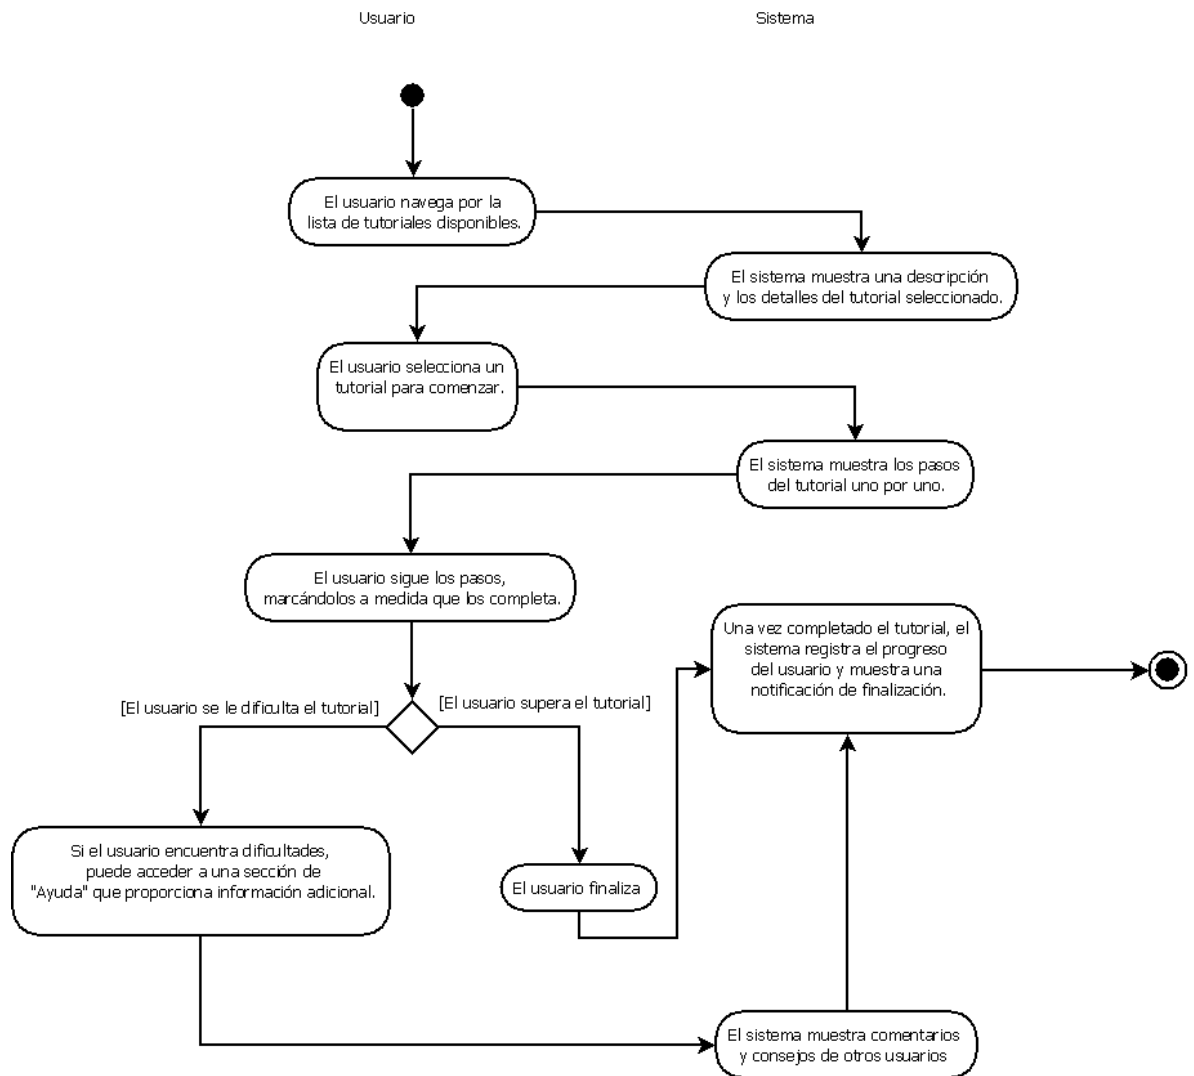 Usuario
Sistema
El usuario navega por la
lista de tutoriales disponibles.
El sistema muestra una descripción
y los detalles del tutorial seleccionado.
El usuario selecciona un
tutorial para comenzar.
El sistema muestra los pasos
del tutorial uno por uno.
El usuario sigue los pasos,
marcándolos a medida que los completa.
Una vez completado el tutorial, el
sistema registra el progreso
del usuario y muestra una
notificación de finalización.
[El usuario se le dificulta el tutorial]
[El usuario supera el tutorial]
Si el usuario encuentra dificultades,
puede acceder a una sección de
"Ayuda" que proporciona información adicional.
El usuario finaliza
El sistema muestra comentarios
y consejos de otros usuarios